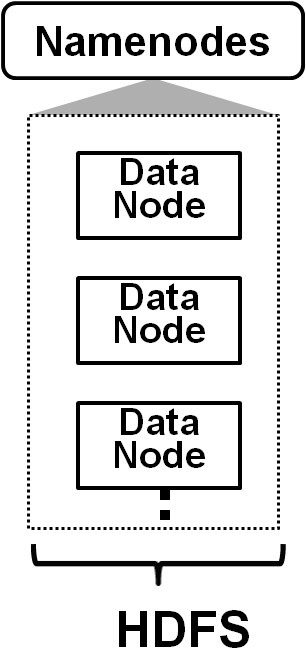 Namenodes
Data
Node
Data
Node
Data
Node
HDFS